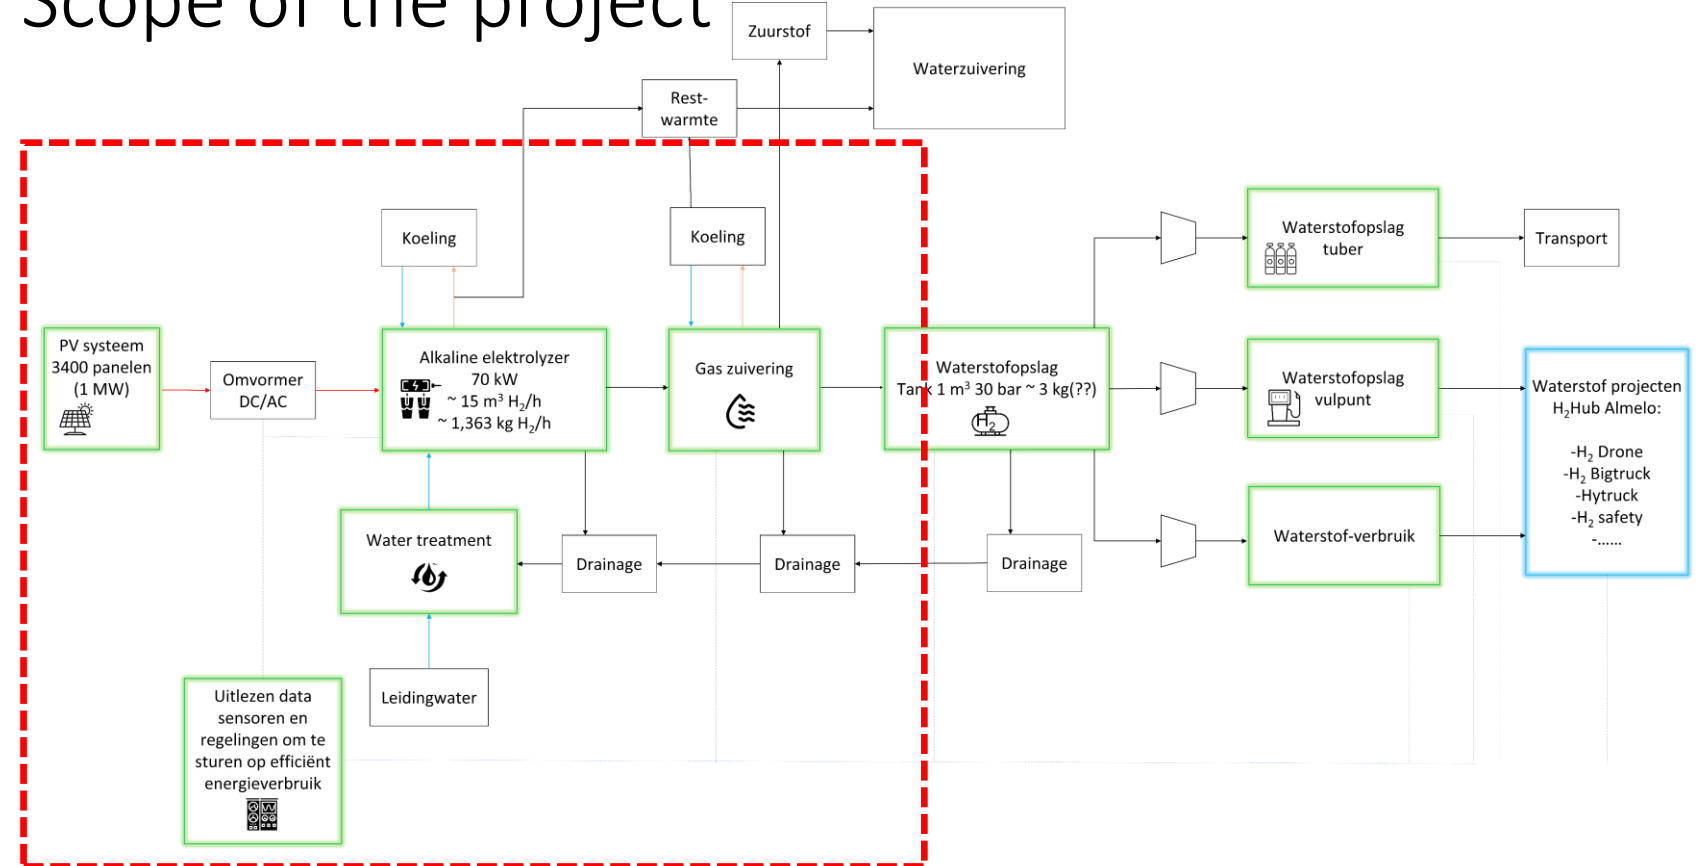 Scope of the project
Zuurstof
Waterzuivering
Rest-
warmte
Koeling
Koeling
Waterstofopslag
tuber
Transport
PV systeem
3400 panelen
(1 MW)
Omvormer
DC/AC
Alkaline elektrolyzer
70 kW
~ 15 m³ H₂/h
~ 1,363 kg H₂/h
Gas zuivering
Waterstofopslag
Tank 1 m³ 30 bar ~ 3 kg(??)
H₂
Waterstofopslag
vulpunt
Waterstof projecten
H₂Hub Almelo:
-H₂ Drone
-H₂ Bigtruck
-Hytruck
-H₂ safety
-......
Water treatment
Drainage
Drainage
Drainage
Waterstof-verbruik
Leidingwater
Uitlezen data
sensoren en
regelingen om te
sturen op efficiënt
energieverbruik